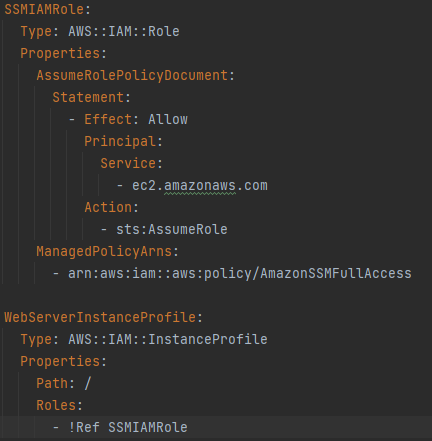 SSMIAMRole:
  Type: AWS::IAM::Role
  Properties:
    AssumeRolePolicyDocument:
      Statement:
        - Effect: Allow
          Principal:
            Service:
              - ec2.amazonaws.com
          Action:
            - sts:AssumeRole
    ManagedPolicyArns:
      - arn:aws:iam::aws:policy/AmazonSSMFullAccess

WebServerInstanceProfile:
  Type: AWS::IAM::InstanceProfile
  Properties:
    Path: /
    Roles:
      - !Ref SSMIAMRole